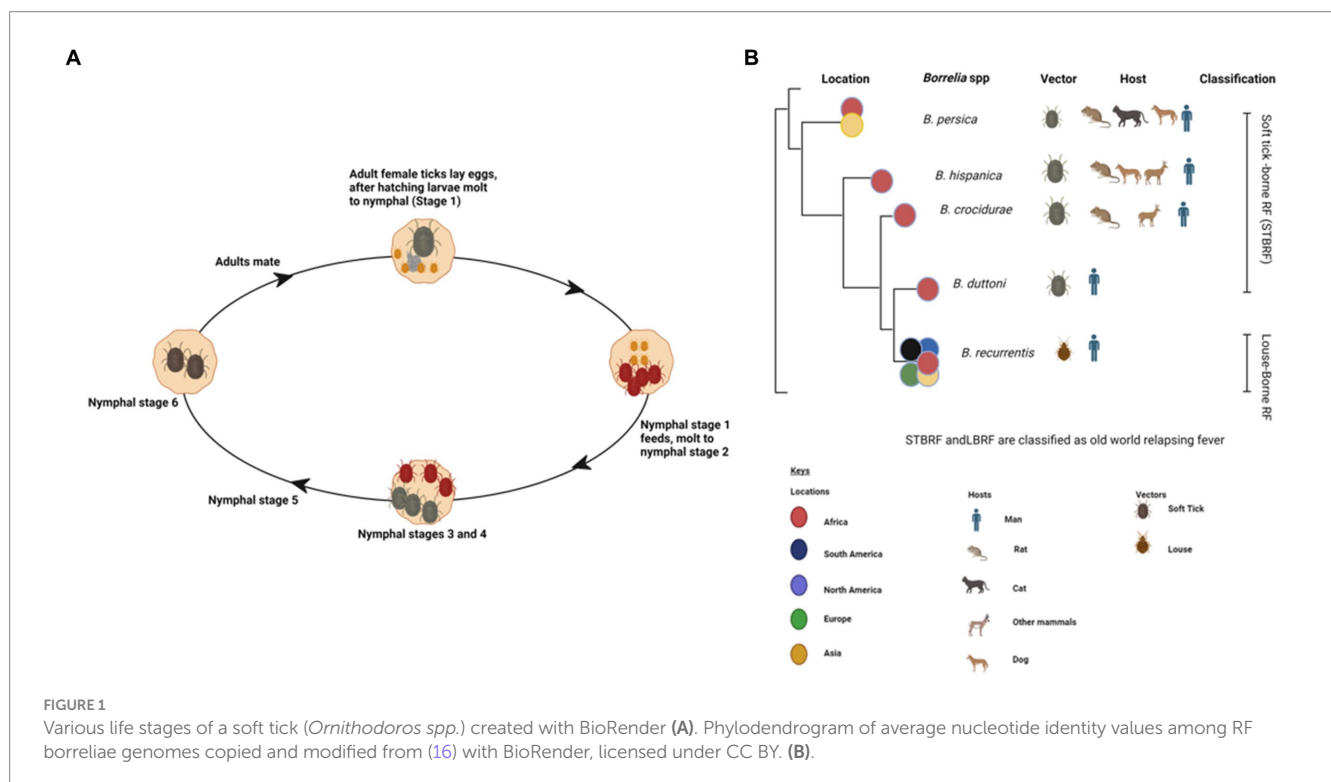 A
Adult female ticks lay eggs,
after hatching larvae molt
to nymphal (Stage 1)
Adults mate
Nymphal stage 6
Nymphal stage 1
feeds, molt to
nymphal stage 2
Nymphal stage 5
Nymphal stages 3 and 4
B
Location Borrelia spp Vector Host Classification
B. persica
B. hispanica
B. crocidurae
B. duttoni
B. recurrentis
Soft tick -borne RF (STBRF)
Louse-Borne RF
STBRF andLBRF are classified as old world relapsing fever
Keys
Locations
Africa
South America
North America
Europe
Asia
Hosts
Man
Rat
Cat
Other mammals
Dog
Vectors
Soft Tick
Louse
FIGURE 1
Various life stages of a soft tick (Ornithodoros spp.) created with BioRender (A). Phylodendrogram of average nucleotide identity values among RF
borreliae genomes copied and modified from (16) with BioRender, licensed under CC BY. (B).